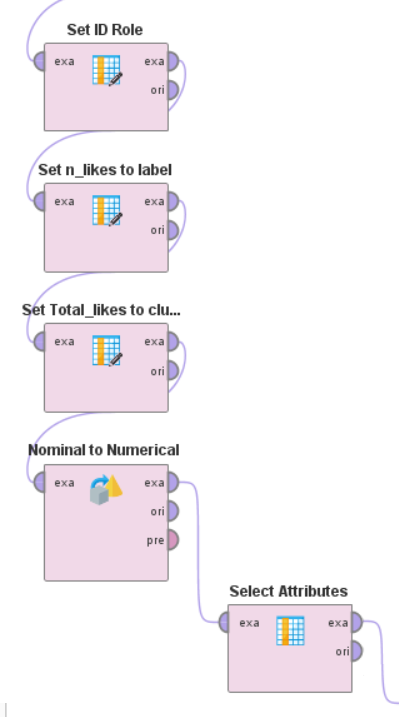 Set ID Role
exa exa
ori
Set n_likes to label
exa exa
ori
Set Total_likes to clu...
exa exa
ori
Nominal to Numerical
exa exa
ori
pre
Select Attributes
exa exa
ori